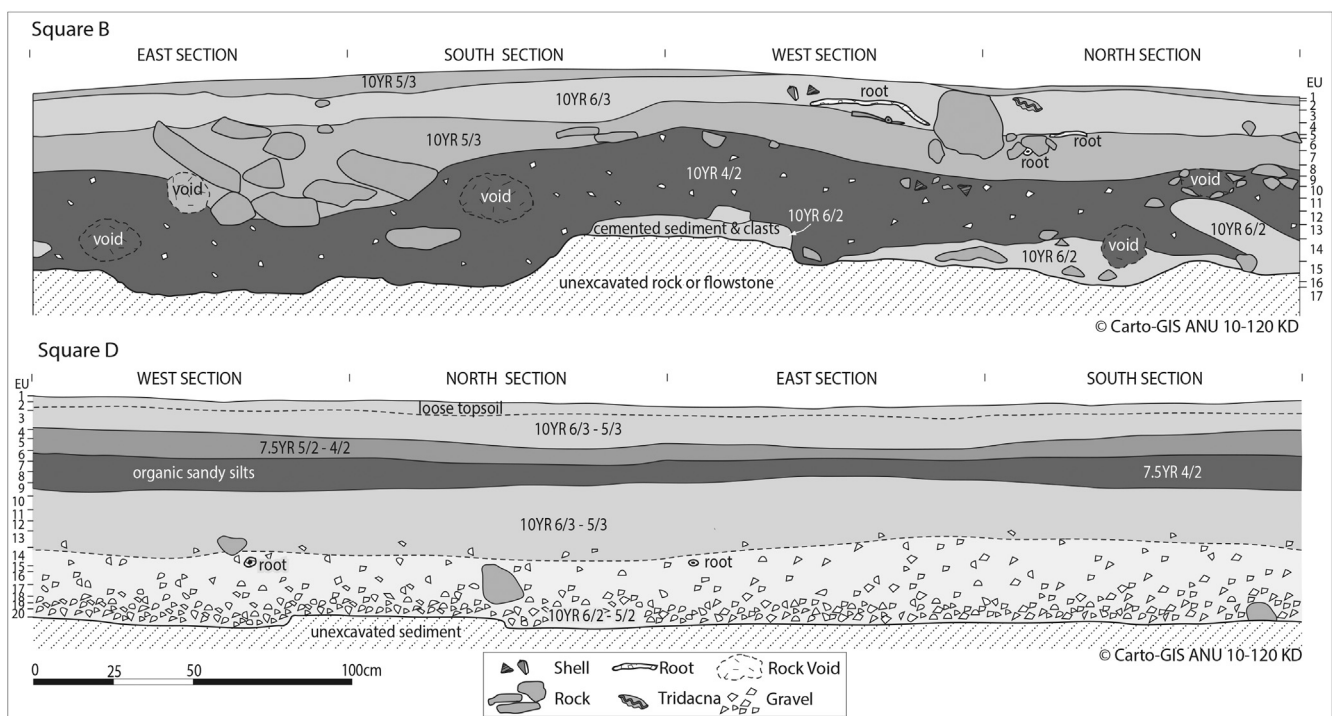 Square B
EAST SECTION
SOUTH SECTION
WEST SECTION
NORTH SECTION
EU
10YR 5/3
10YR 6/3
root
1
2
3
4
5
6
7
8
9
10
11
12
13
14
15
16
17
10YR 5/3
root
root
10YR 4/2
void
void
void
void
void
10YR 6/2
cemented sediment & clasts
10YR 6/2
10YR 6/2
unexcavated rock or flowstone
© Carto-GIS ANU 10-120 KD
Square D
EU
WEST SECTION
NORTH SECTION
EAST SECTION
SOUTH SECTION
1
2
3
4
5
6
7
8
9
10
11
12
13
14
15
16
17
18
19
20
loose topsoil
10YR 6/3 - 5/3
7.5YR 5/2 - 4/2
organic sandy silts
7.5YR 4/2
10YR 6/3 - 5/3
root
root
10YR 6/2 - 5/2
unexcavated sediment
© Carto-GIS ANU 10-120 KD
0 25 50 100cm
Shell Root Rock Void
Rock Tridacna Gravel